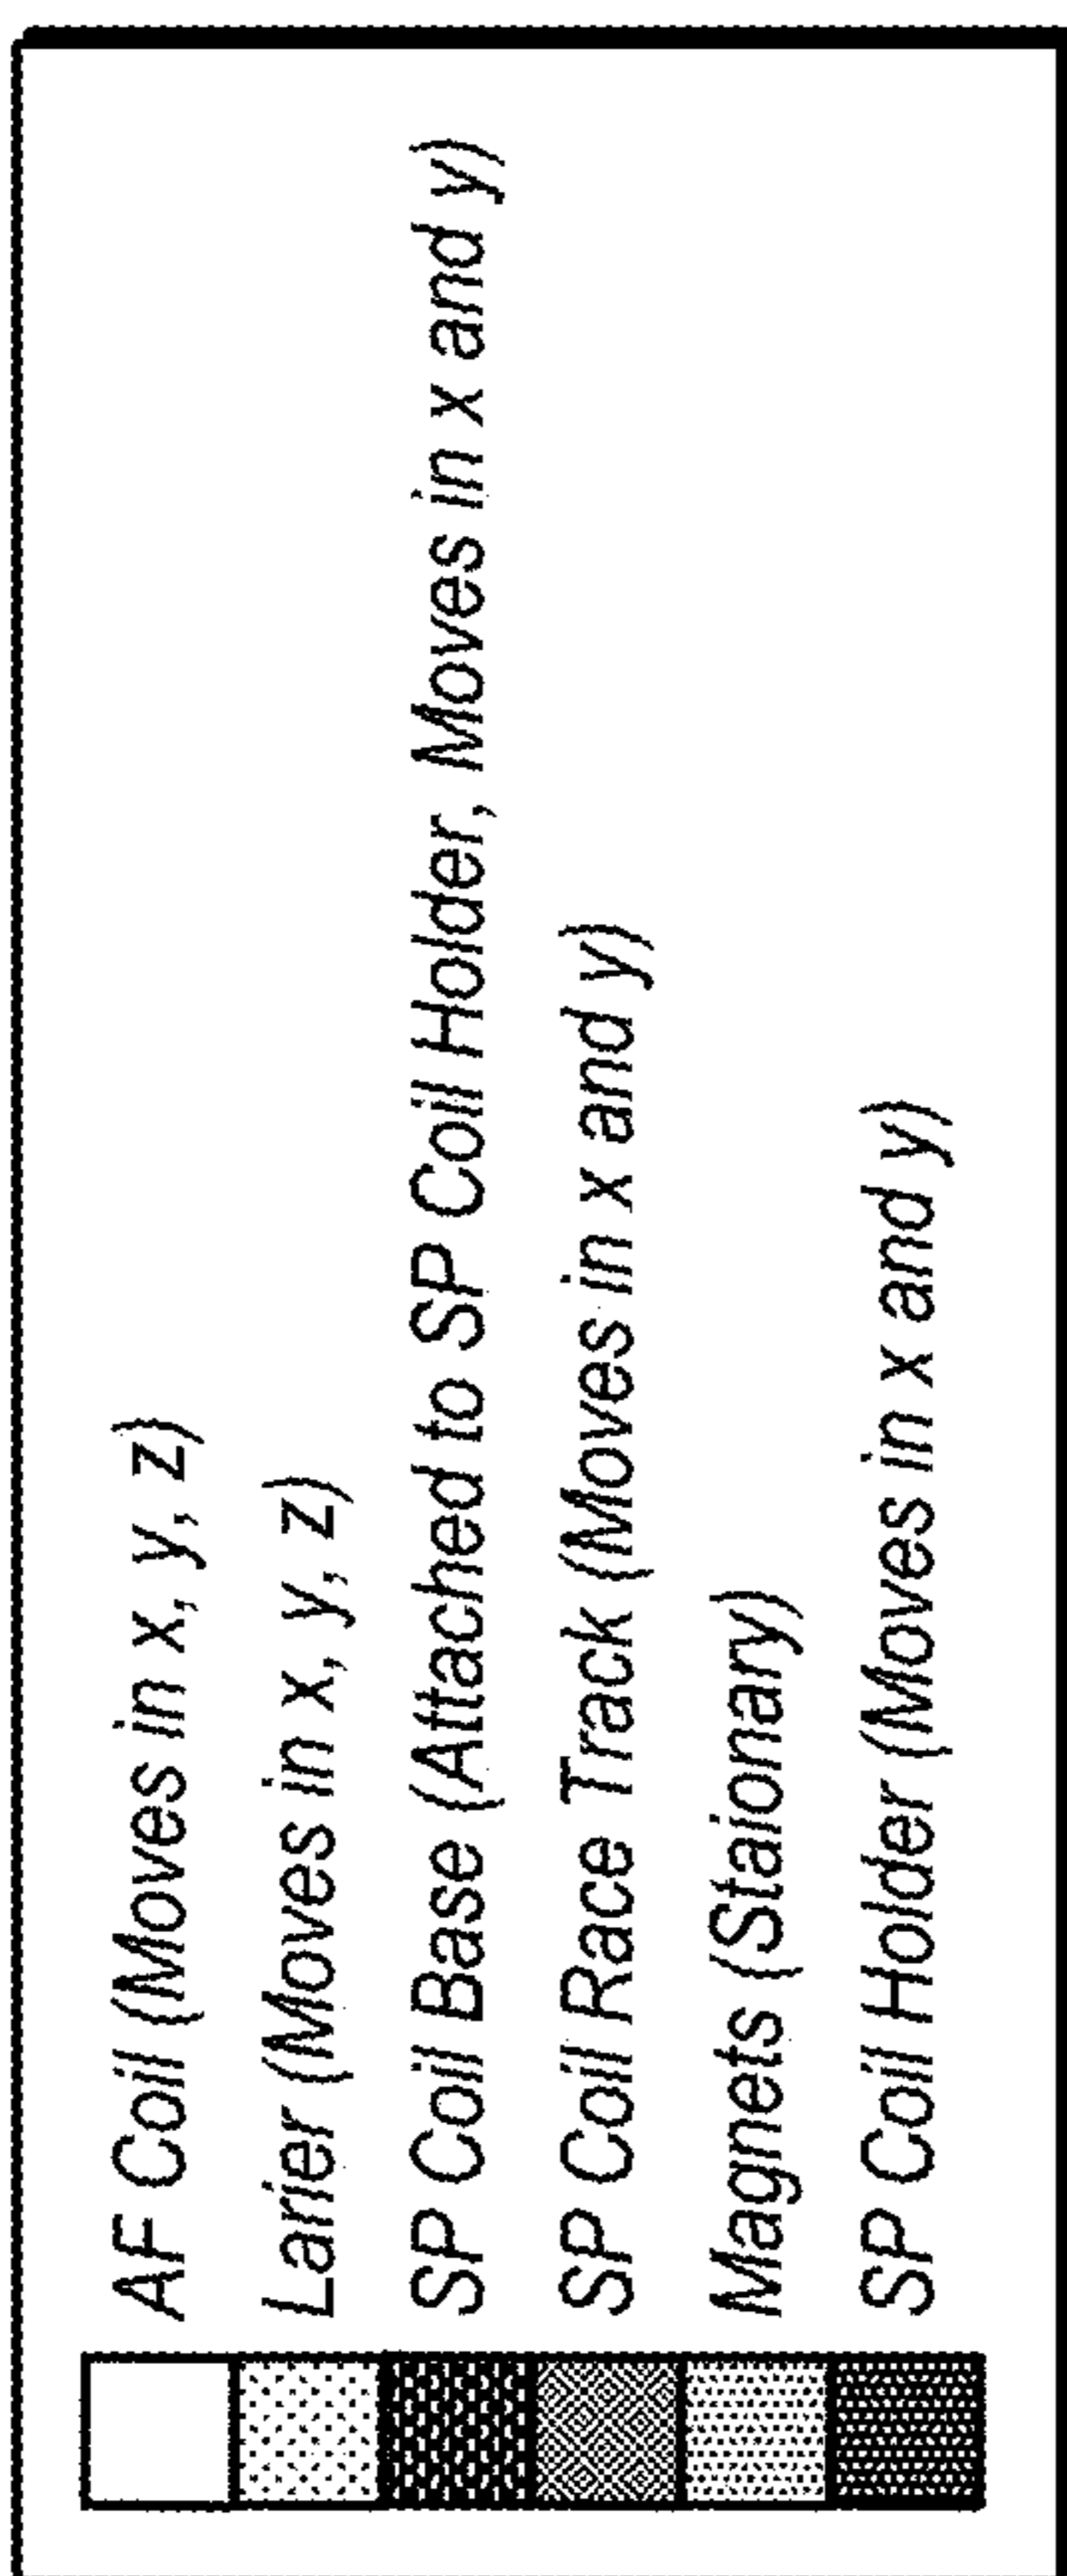 AF Coil (Moves in x, y, z)
Larier (Moves in x, y, z)
SP Coil Base (Attached to SP Coil Holder, Moves in x and y)
SP Coil Race Track (Moves in x and y)
Magnets (Staionary)
SP Coil Holder (Moves in x and y)